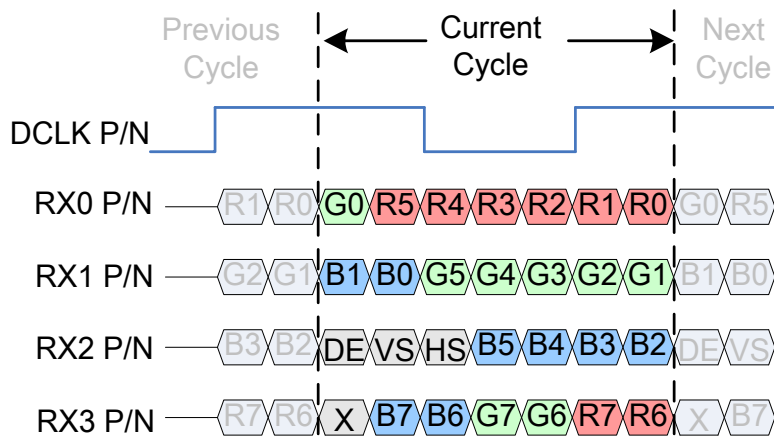 Previous Cycle
Current Cycle
Next Cycle
DCLK P/N
RX0 P/N R1 R0 G0 R5 R4 R3 R2 R1 R0 G0 R5
RX1 P/N G2 G1 B1 B0 G5 G4 G3 G2 G1 B1 B0
RX2 P/N B3 B2 DE VS HS B5 B4 B3 B2 DE VS
RX3 P/N R7 R6 X B7 B6 G7 G6 R7 R6 X B7